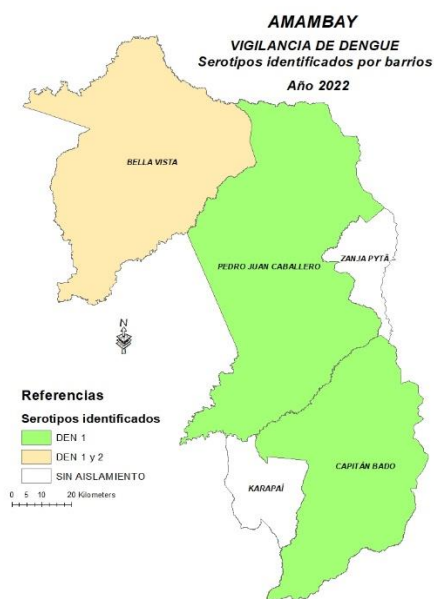 AMAMBAY
VIGILANCIA DE DENGUE
Serotipos identificados por barrios
Año 2022
BELLA VISTA
ZANJA PYTÃ
PEDRO JUAN CABALLERO
N
Referencias
Serotipos identificados
DEN 1
DEN 1 y 2
SIN AISLAMIENTO
0 5 10 20 Kilometers
CAPITÁN BADO
KARAPAÍ